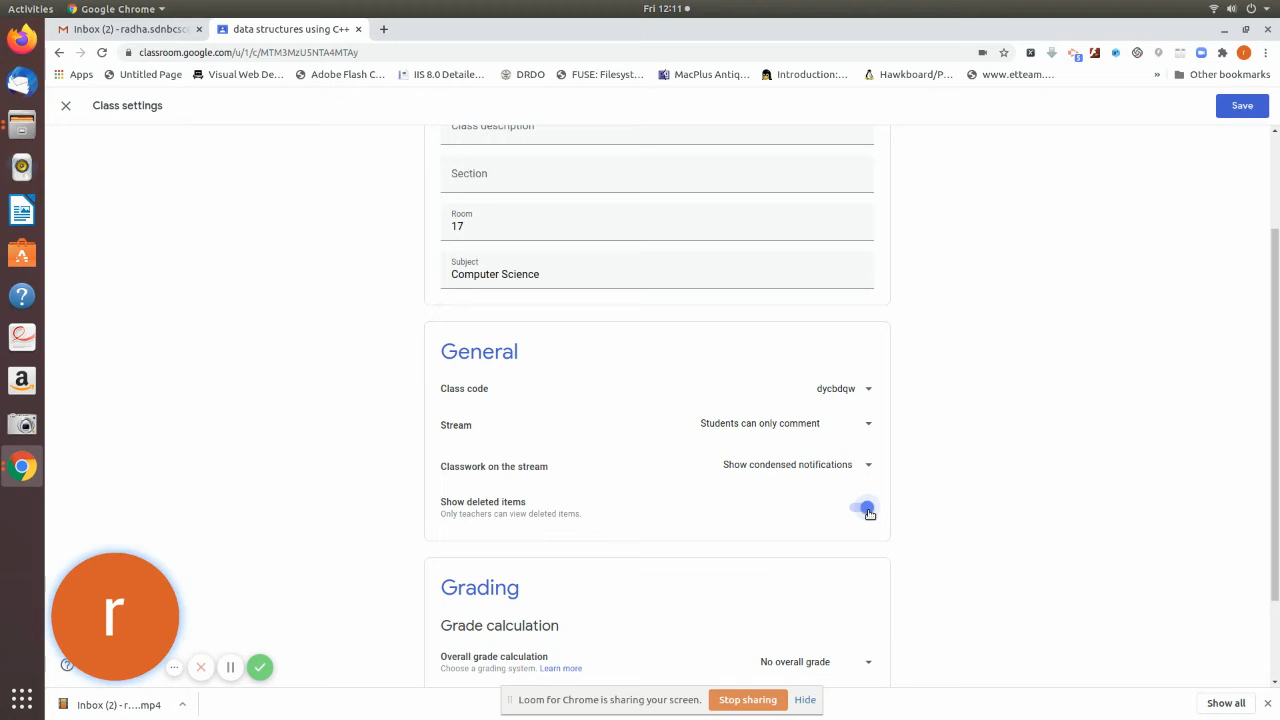 Activities
Google Chrome
Fri 12:11
Inbox (2) - radha.sdnbcsc
data structures using C++
classroom.google.com/u/1/c/MTM3MzU5NTA4MTAy
Apps
Untitled Page
Visual Web De...
Adobe Flash C...
IIS 8.0 Detaile...
DRDO
FUSE: Filesyst...
MacPlus Antiq...
Introduction:...
Hawkboard/P...
www.etteam....
»
Other bookmarks
Class settings
Save
Class description
Section
Room
17
Subject
Computer Science
General
Class code
dycbdqw
Stream
Students can only comment
Classwork on the stream
Show condensed notifications
Show deleted items
Only teachers can view deleted items.
Grading
Grade calculation
Overall grade calculation
No overall grade
Choose a grading system. Learn more
r
Loom for Chrome is sharing your screen.
Stop sharing
Hide
Inbox (2) - r....mp4
Show all